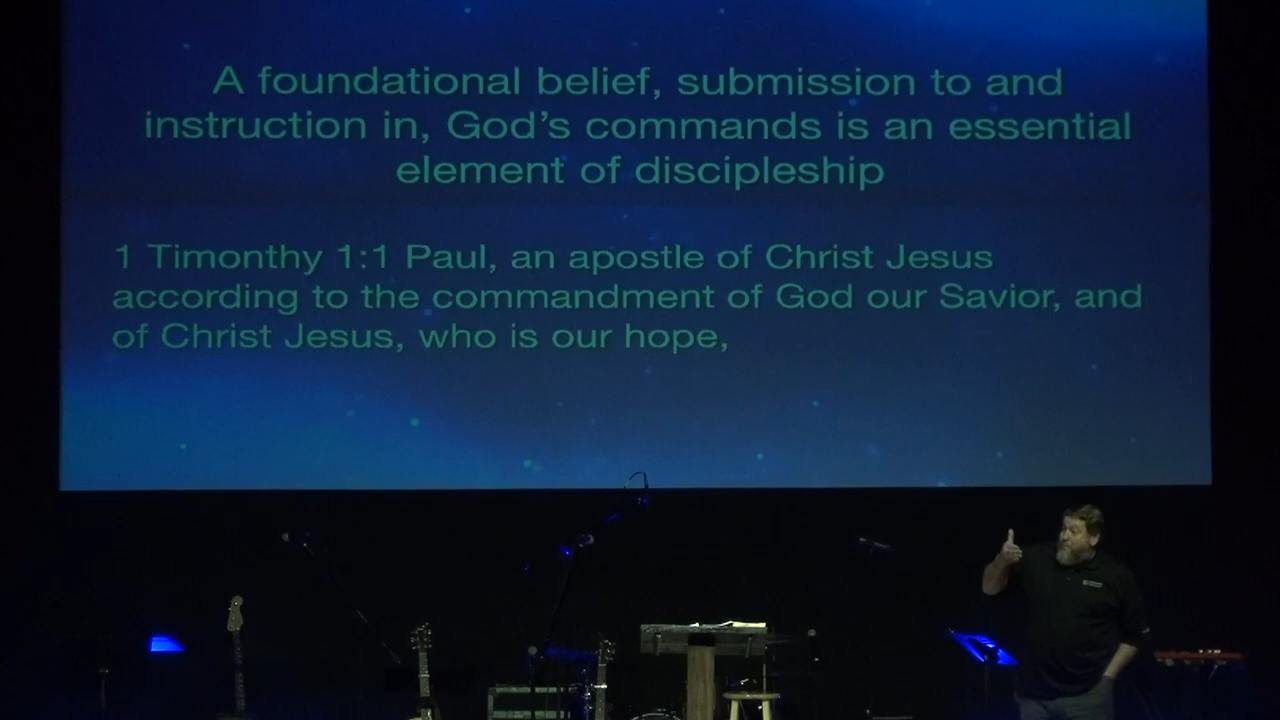 A foundational belief, submission to and
instruction in, God’s commands is an essential
element of discipleship
1 Timonthy 1:1 Paul, an apostle of Christ Jesus
according to the commandment of God our Savior, and
of Christ Jesus, who is our hope,